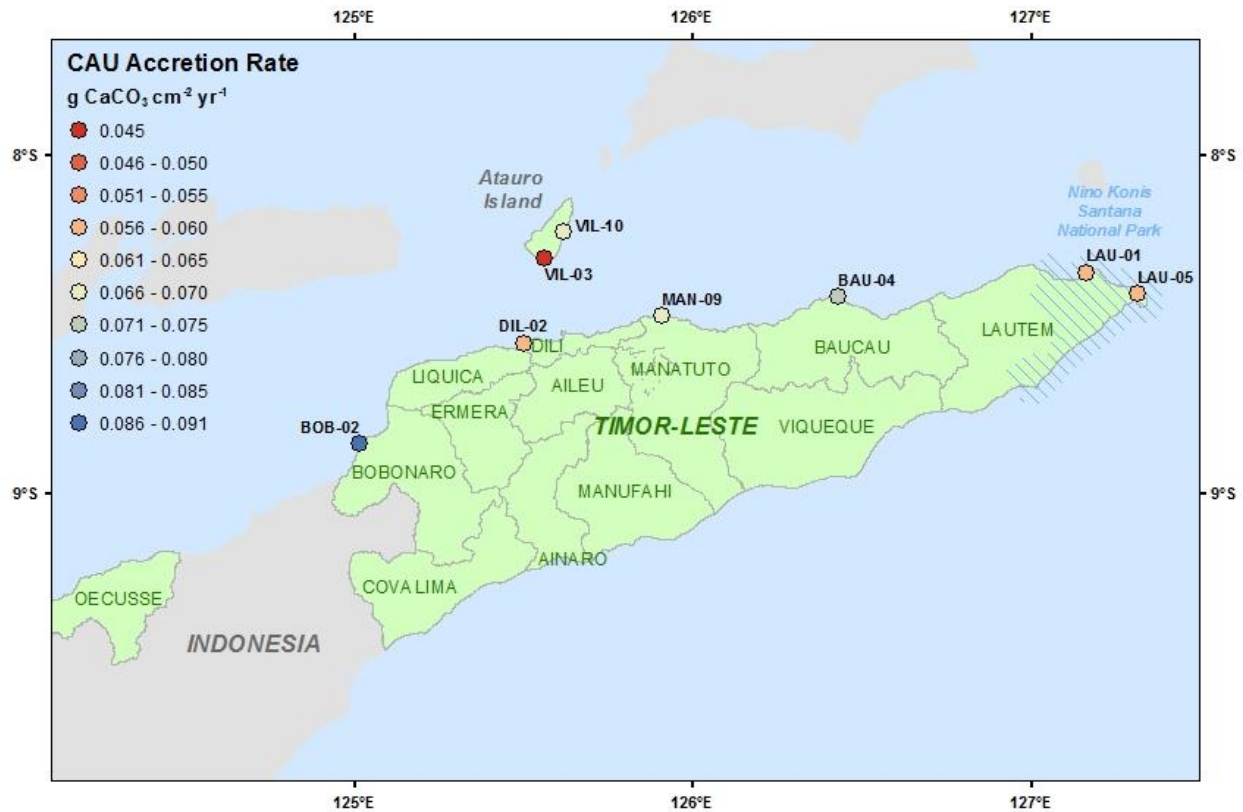 125°E
126°E
127°E
CAU Accretion Rate
g CaCO₃ cm⁻² yr⁻¹
0.045
0.046 - 0.050
0.051 - 0.055
0.056 - 0.060
0.061 - 0.065
0.066 - 0.070
0.071 - 0.075
0.076 - 0.080
0.081 - 0.085
0.086 - 0.091
8°S
8°S
Atauro
Island
Nino Konis
Santana
National Park
VIL-10
VIL-03
LAU-01
LAU-05
BAU-04
MAN-09
DIL-02
DILI
LAUTEM
BAUCAU
MANATUTO
LIQUICA
AILEU
ERMERA
TIMOR-LESTE
VIQUEQUE
BOB-02
BOBONARO
MANUFAHI
9°S
9°S
AINARO
COVA LIMA
OECUSSE
INDONESIA
125°E
126°E
127°E